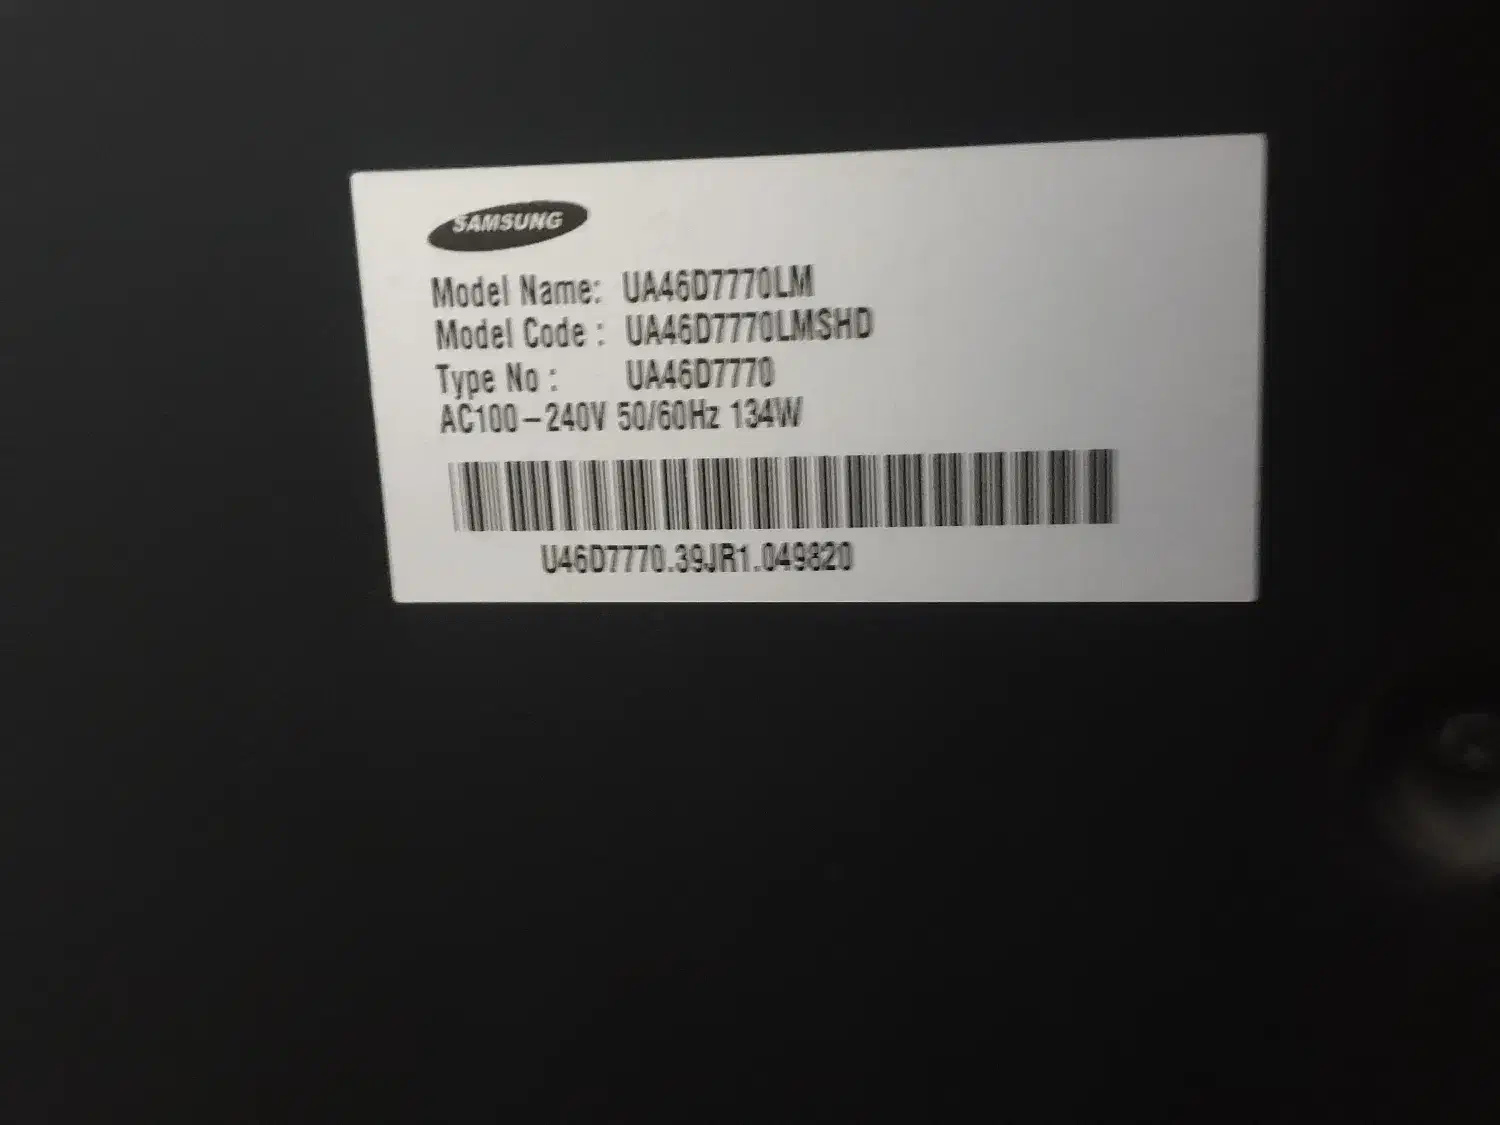 SAMSUNG
Model Name: UA46D7770LM
Model Code : UA46D7770LMSHD
Type No : UA46D7770
AC100-240V 50/60Hz 134W
U46D7770.39JR1.049820